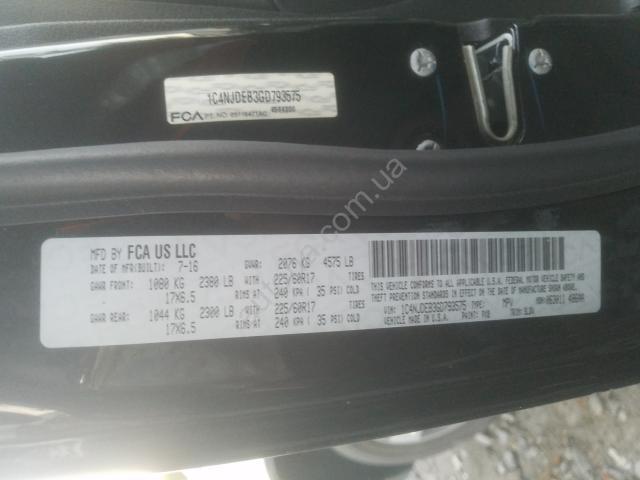 1C4NJDEB3GD793575
FCA
MFD BY FCA US LLC
DATE OF MFR(BUILT): 7-16 GVWR: 2076 KG 4575 LB
GAWR FRONT: 1080 KG 2380 LB WITH 225/60R17 TIRES
17X6.5 RIMS AT 240 KPA ( 35 PSI) COLD
GAWR REAR: 1044 KG 2300 LB WITH 225/60R17 TIRES
17X6.5 RIMS AT 240 KPA ( 35 PSI) COLD
THIS VEHICLE CONFORMS TO ALL APPLICABLE U.S.A. FEDERAL MOTOR VEHICLE SAFETY,
BUMPER, AND THEFT PREVENTION STANDARDS IN EFFECT ON THE DATE OF MANUFACTURE
SHOWN ABOVE.
VIN: 1C4NJDEB3GD793575 TYPE: MPV
MADE IN U.S.A. PAINT: PX8